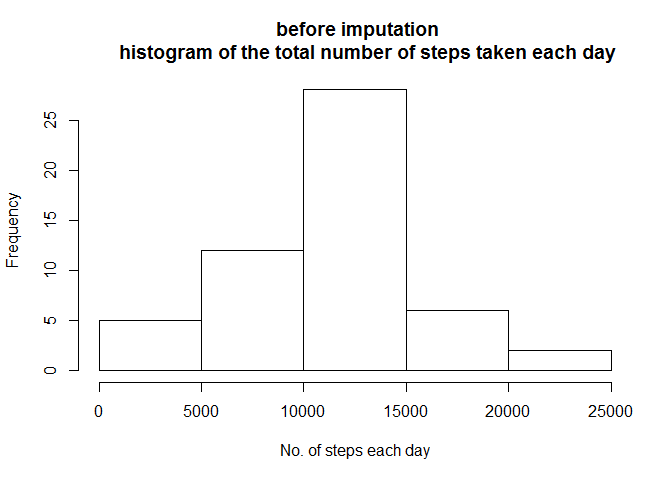 before imputation
histogram of the total number of steps taken each day
Frequency
25
20
15
10
5
0
0 5000 10000 15000 20000 25000
No. of steps each day